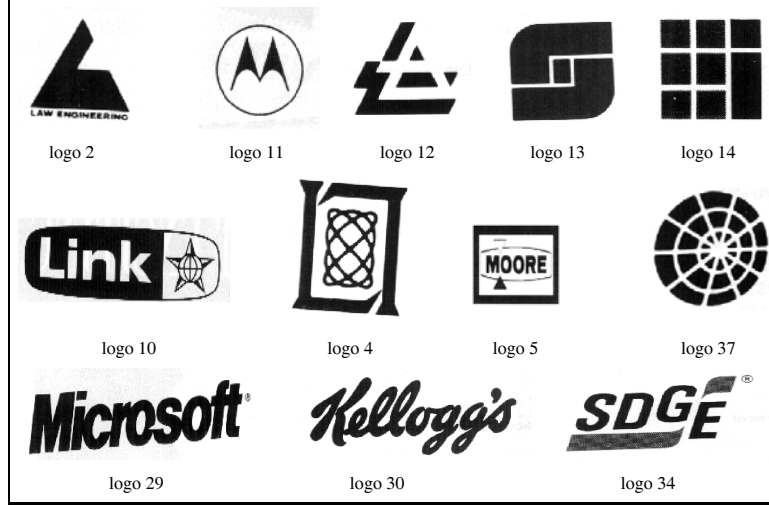 LAW ENGINEERING
logo 2
logo 11
logo 12
logo 13
logo 14
Link
MOORE
logo 10
logo 4
logo 5
logo 37
Microsoft®
Kellogg's
SDGE®
logo 29
logo 30
logo 34